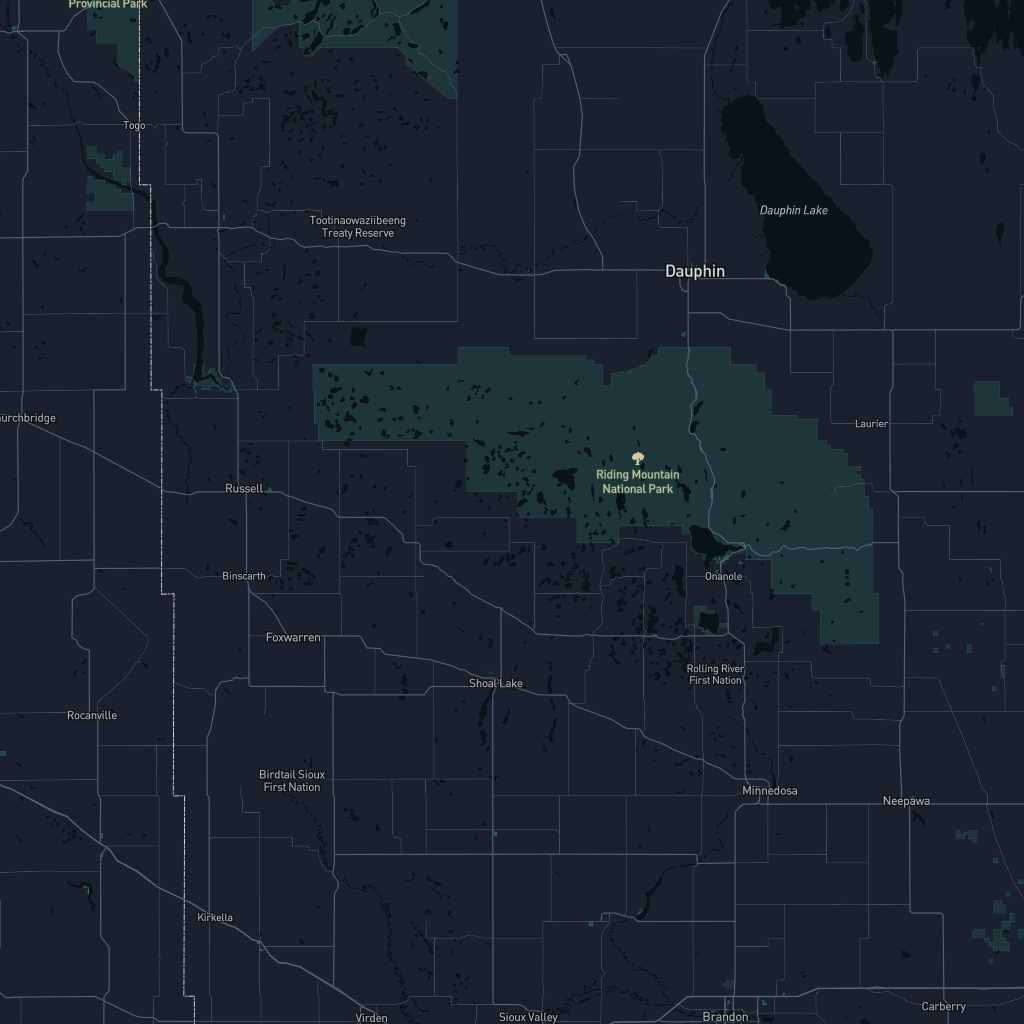 Provincial Park
Togo
Dauphin Lake
Tootinaowaziibeeng
Treaty Reserve
Dauphin
urchbridge
Laurier
Riding Mountain
National Park
Russell
Binscarth
Onanole
Foxwarren
Rolling River
First Nation
Shoal Lake
Rocanville
Birdtail Sioux
First Nation
Minnedosa
Neepawa
Kirkella
Carberry
Virden
Sioux Valley
Brandon